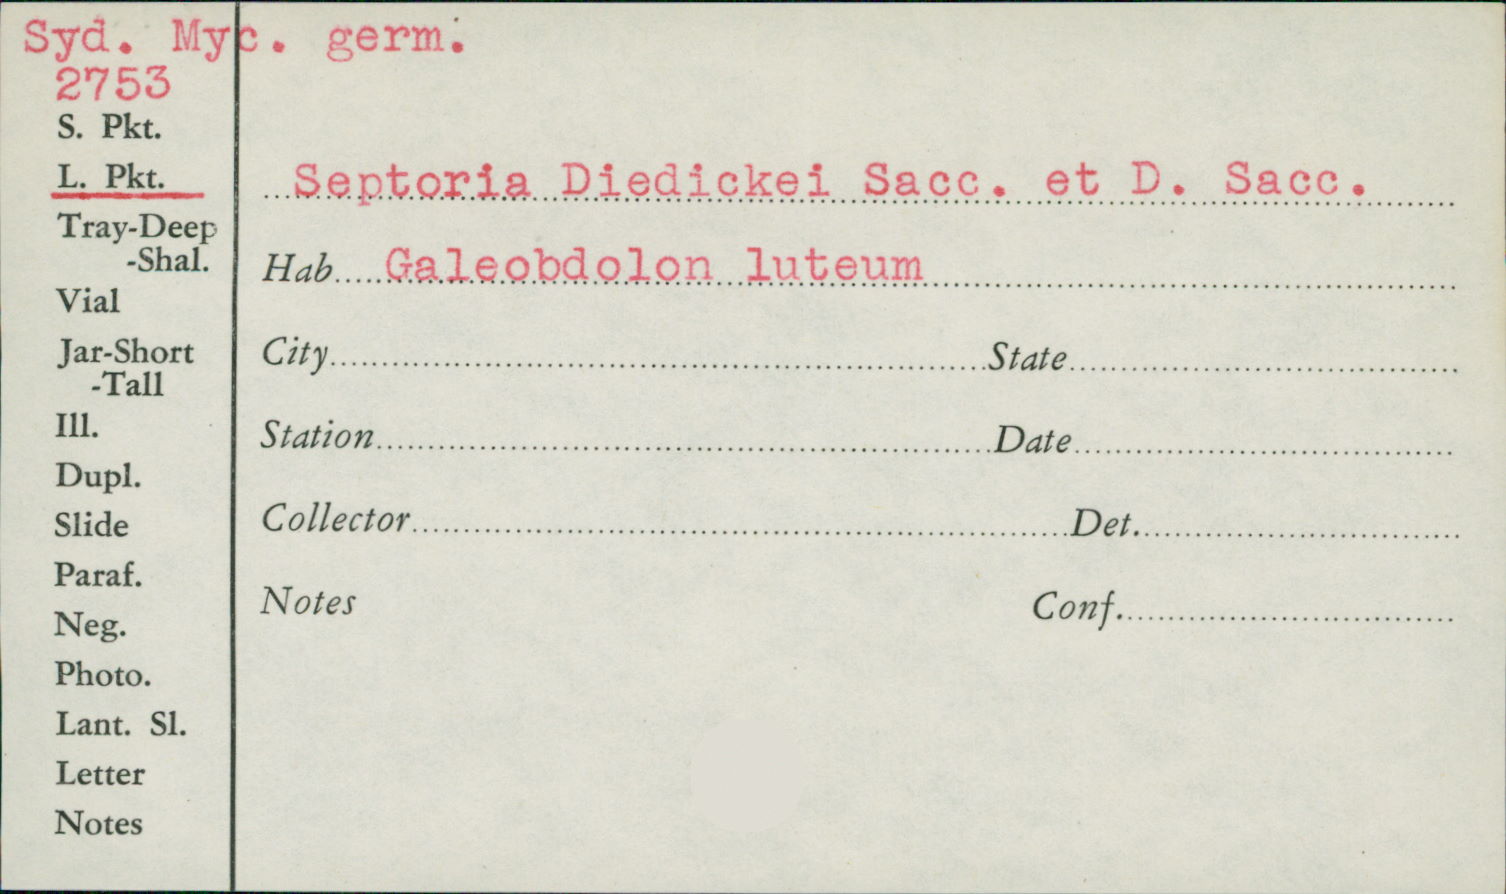 Syd. Myc. germ.
2753
S. Pkt.
L. Pkt.
Tray-Deep
-Shal.
Vial
Jar-Short
-Tall
Ill.
Dupl.
Slide
Paraf.
Neg.
Photo.
Lant. Sl.
Letter
Notes
Septoria Diedickei Sacc. et D. Sacc.
Hab Galeobdolon luteum
City State
Station Date
Collector Det.
Notes Conf.